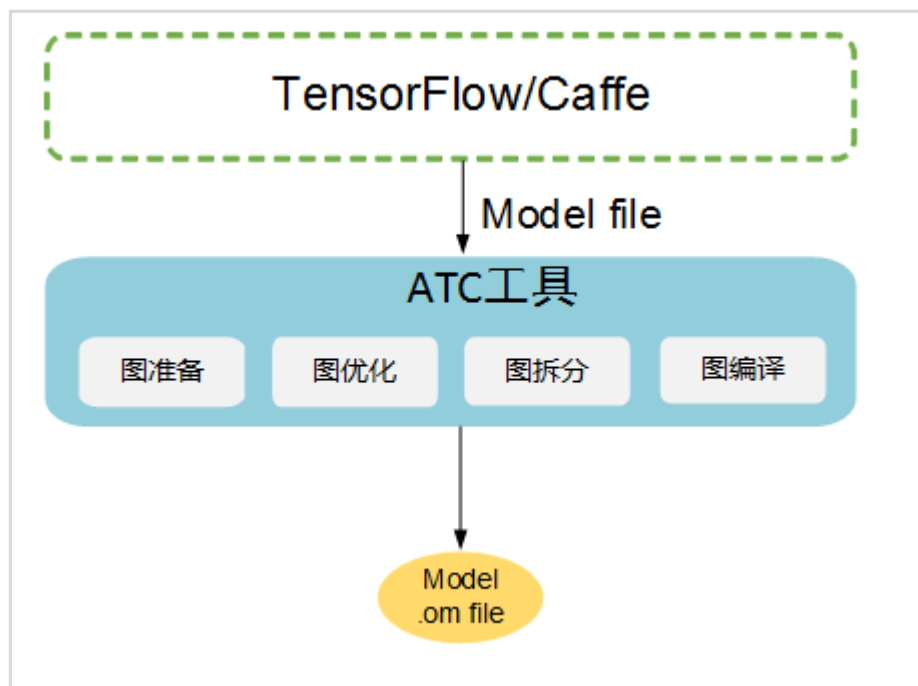 TensorFlow/Caffe
Model file
ATC工具
图准备
图优化
图拆分
图编译
Model
.om file